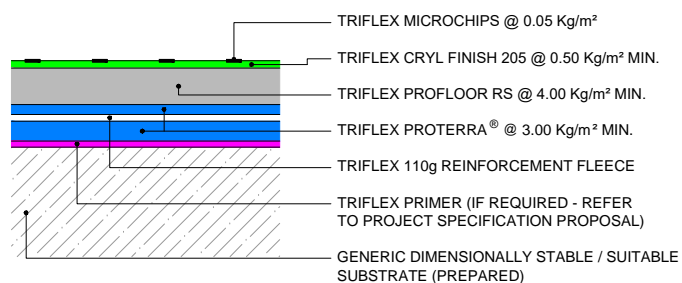 TRIFLEX MICROCHIPS @ 0.05 Kg/m²
TRIFLEX CRYL FINISH 205 @ 0.50 Kg/m² MIN.
TRIFLEX PROFLOOR RS @ 4.00 Kg/m² MIN.
TRIFLEX PROTERRA® @ 3.00 Kg/m² MIN.
TRIFLEX 110g REINFORCEMENT FLEECE
TRIFLEX PRIMER (IF REQUIRED - REFER
TO PROJECT SPECIFICATION PROPOSAL)
GENERIC DIMENSIONALLY STABLE / SUITABLE
SUBSTRATE (PREPARED)